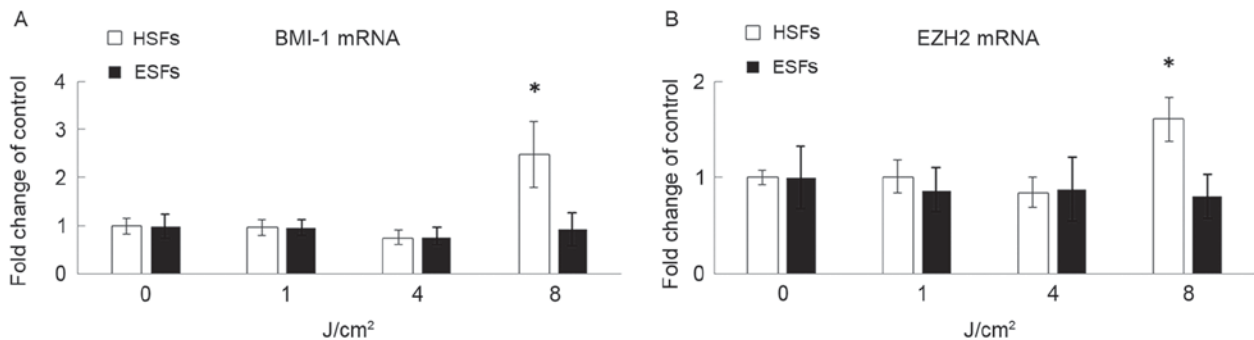 A
HSFs
ESFs
BMI-1 mRNA
Fold change of control
4
3
2
1
0
*
0 1 4 8
J/cm²
B
HSFs
ESFs
EZH2 mRNA
Fold change of control
2
1
0
*
0 1 4 8
J/cm²